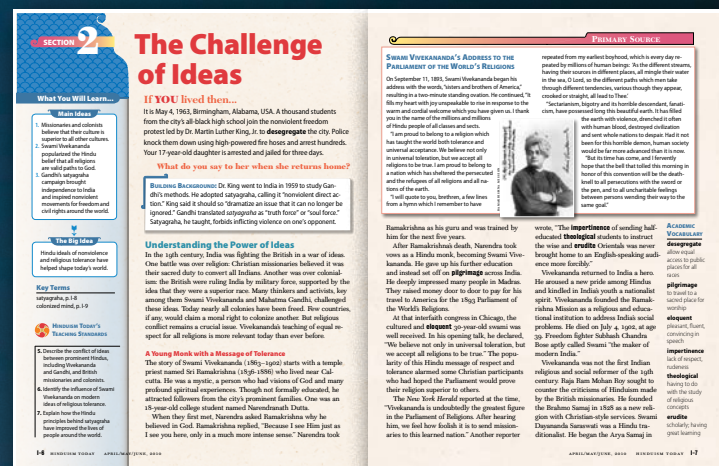 SECTION 2
The Challenge
of Ideas
What You Will Learn...
Main Ideas
1. Missionaries and colonists
believe that their culture is
superior to all other cultures.
2. Swami Vivekananda
popularized the Hindu
belief that all religions
are valid paths to God.
3. Gandhi's satyagraha
campaign brought
independence to India
and inspired nonviolent
movements for freedom and
civil rights around the world.
The Big Idea
Hindu ideals of nonviolence
and religious tolerance have
helped shape today's world.
Key Terms
satyagraha, p.I-8
colonized mind, p.I-9
HINDUISM TODAY'S
TEACHING STANDARDS
5. Describe the conflict of ideas
between prominent Hindus,
including Vivekananda
and Gandhi, and British
missionaries and colonists.
6. Identify the influence of Swami
Vivekananda on modern
ideas of religious tolerance.
7. Explain how the Hindu
principles behind satyagraha
have improved the lives of
people around the world.
If YOU lived then...
It is May 4, 1963, Birmingham, Alabama, USA. A thousand students
from the city's all-black high school join the nonviolent freedom
protest led by Dr. Martin Luther King, Jr. to desegregate the city. Police
knock them down using high-powered fire hoses and arrest hundreds.
Your 17-year-old daughter is arrested and jailed for three days.
What do you say to her when she returns home?
BUILDING BACKGROUND: Dr. King went to India in 1959 to study Gan-
dhi's methods. He adopted satyagraha, calling it "nonviolent direct ac-
tion." King said it should so "dramatize an issue that it can no longer be
ignored." Gandhi translated satyagraha as "truth force" or "soul force."
Satyagraha, he taught, forbids inflicting violence on one's opponent.
Understanding the Power of Ideas
In the 19th century, India was fighting the British in a war of ideas.
One battle was over religion: Christian missionaries believed it was
their sacred duty to convert all Indians. Another was over colonial-
ism: the British were ruling India by military force, supported by the
idea that they were a superior race. Many thinkers and activists, key
among them Swami Vivekananda and Mahatma Gandhi, challenged
these ideas. Today nearly all colonies have been freed. Few countries,
if any, would claim a moral right to colonize another. But religious
conflict remains a crucial issue. Vivekananda's teaching of equal re-
spect for all religions is more relevant today than ever before.
A Young Monk with a Message of Tolerance
The story of Swami Vivekananda (1863–1902) starts with a temple
priest named Sri Ramakrishna (1836-1886) who lived near Cal-
cutta. He was a mystic, a person who had visions of God and many
profound spiritual experiences. Though not formally educated, he
attracted followers from the city's prominent families. One was an
18-year-old college student named Narendranath Dutta.
When they first met, Narendra asked Ramakrishna why he
believed in God. Ramakrishna replied, "Because I see Him just as
I see you here, only in a much more intense sense." Narendra took
I-6 HINDUISM TODAY APRIL/MAY/JUNE, 2010
PRIMARY SOURCE
SWAMI VIVEKANANDA'S ADDRESS TO THE
PARLIAMENT OF THE WORLD'S RELIGIONS
On September 11, 1893, Swami Vivekananda began his
address with the words, "sisters and brothers of America,"
resulting in a two-minute standing ovation. He continued, "It
fills my heart with joy unspeakable to rise in response to the
warm and cordial welcome which you have given us. I thank
you in the name of the millions and millions
of Hindu people of all classes and sects.
"I am proud to belong to a religion which
has taught the world both tolerance and
universal acceptance. We believe not only
in universal toleration, but we accept all
religions to be true. I am proud to belong to
a nation which has sheltered the persecuted
and the refugees of all religions and all na-
tions of the earth.
"I will quote to you, brethren, a few lines
from a hymn which I remember to have
repeated from my earliest boyhood, which is every day re-
peated by millions of human beings: 'As the different streams,
having their sources in different places, all mingle their water
in the sea, O Lord, so the different paths which men take
through different tendencies, various though they appear,
crooked or straight, all lead to Thee.'
"Sectarianism, bigotry and its horrible descendant, fanati-
cism, have possessed long this beautiful earth. It has filled
the earth with violence, drenched it often
with human blood, destroyed civilization
and sent whole nations to despair. Had it not
been for this horrible demon, human society
would be far more advanced than it is now.
"But its time has come, and I fervently
hope that the bell that tolled this morning in
honor of this convention will be the death-
knell to all persecutions with the sword or
the pen, and to all uncharitable feelings
between persons wending their way to the
same goal."
Ramakrishna as his guru and was trained by
him for the next five years.
After Ramakrishna's death, Narendra took
vows as a Hindu monk, becoming Swami Vive-
kananda. He gave up his further education
and instead set off on pilgrimage across India.
He deeply impressed many people in Madras.
They raised money door to door to pay for his
travel to America for the 1893 Parliament of
the World's Religions.
At that interfaith congress in Chicago, the
cultured and eloquent 30-year-old swami was
well received. In his opening talk, he declared,
"We believe not only in universal toleration, but
we accept all religions to be true." The popu-
larity of this Hindu message of respect and
tolerance alarmed some Christian participants
who had hoped the Parliament would prove
their religion superior to others.
The New York Herald reported at the time,
"Vivekananda is undoubtedly the greatest figure
in the Parliament of Religions. After hearing
him, we feel how foolish it is to send mission-
aries to this learned nation." Another reporter
wrote, "The impertinence of sending half-
educated theological students to instruct
the wise and erudite Orientals was never
brought home to an English-speaking audi-
ence more forcibly."
Vivekananda returned to India a hero.
He aroused a new pride among Hindus
and kindled in India's youth a nationalist
spirit. Vivekananda founded the Ramak-
rishna Mission as a religious and educa-
tional institution to address India's social
problems. He died on July 4, 1902, at age
39. Freedom fighter Subhash Chandra
Bose aptly called Swami "the maker of
modern India."
Vivekananda was not the first Indian
religious and social reformer of the 19th
century. Raja Ram Mohan Roy sought to
counter the criticisms of Hinduism made
by the British missionaries. He founded
the Brahmo Samaj in 1828 as a new reli-
gion with Christian-style services. Swami
Dayananda Saraswati was a Hindu tra-
ditionalist. He began the Arya Samaj in
ACADEMIC
VOCABULARY
desegregate
allow equal
access to public
places for all
races
pilgrimage
to travel to a
sacred place for
worship
eloquent
pleasant, fluent,
convincing in
speech
impertinence
lack of respect,
rudeness
theological
having to do
with the study
of religious
concepts
erudite
scholarly; having
great learning
APRIL/MAY/JUNE, 2010 HINDUISM TODAY I-7